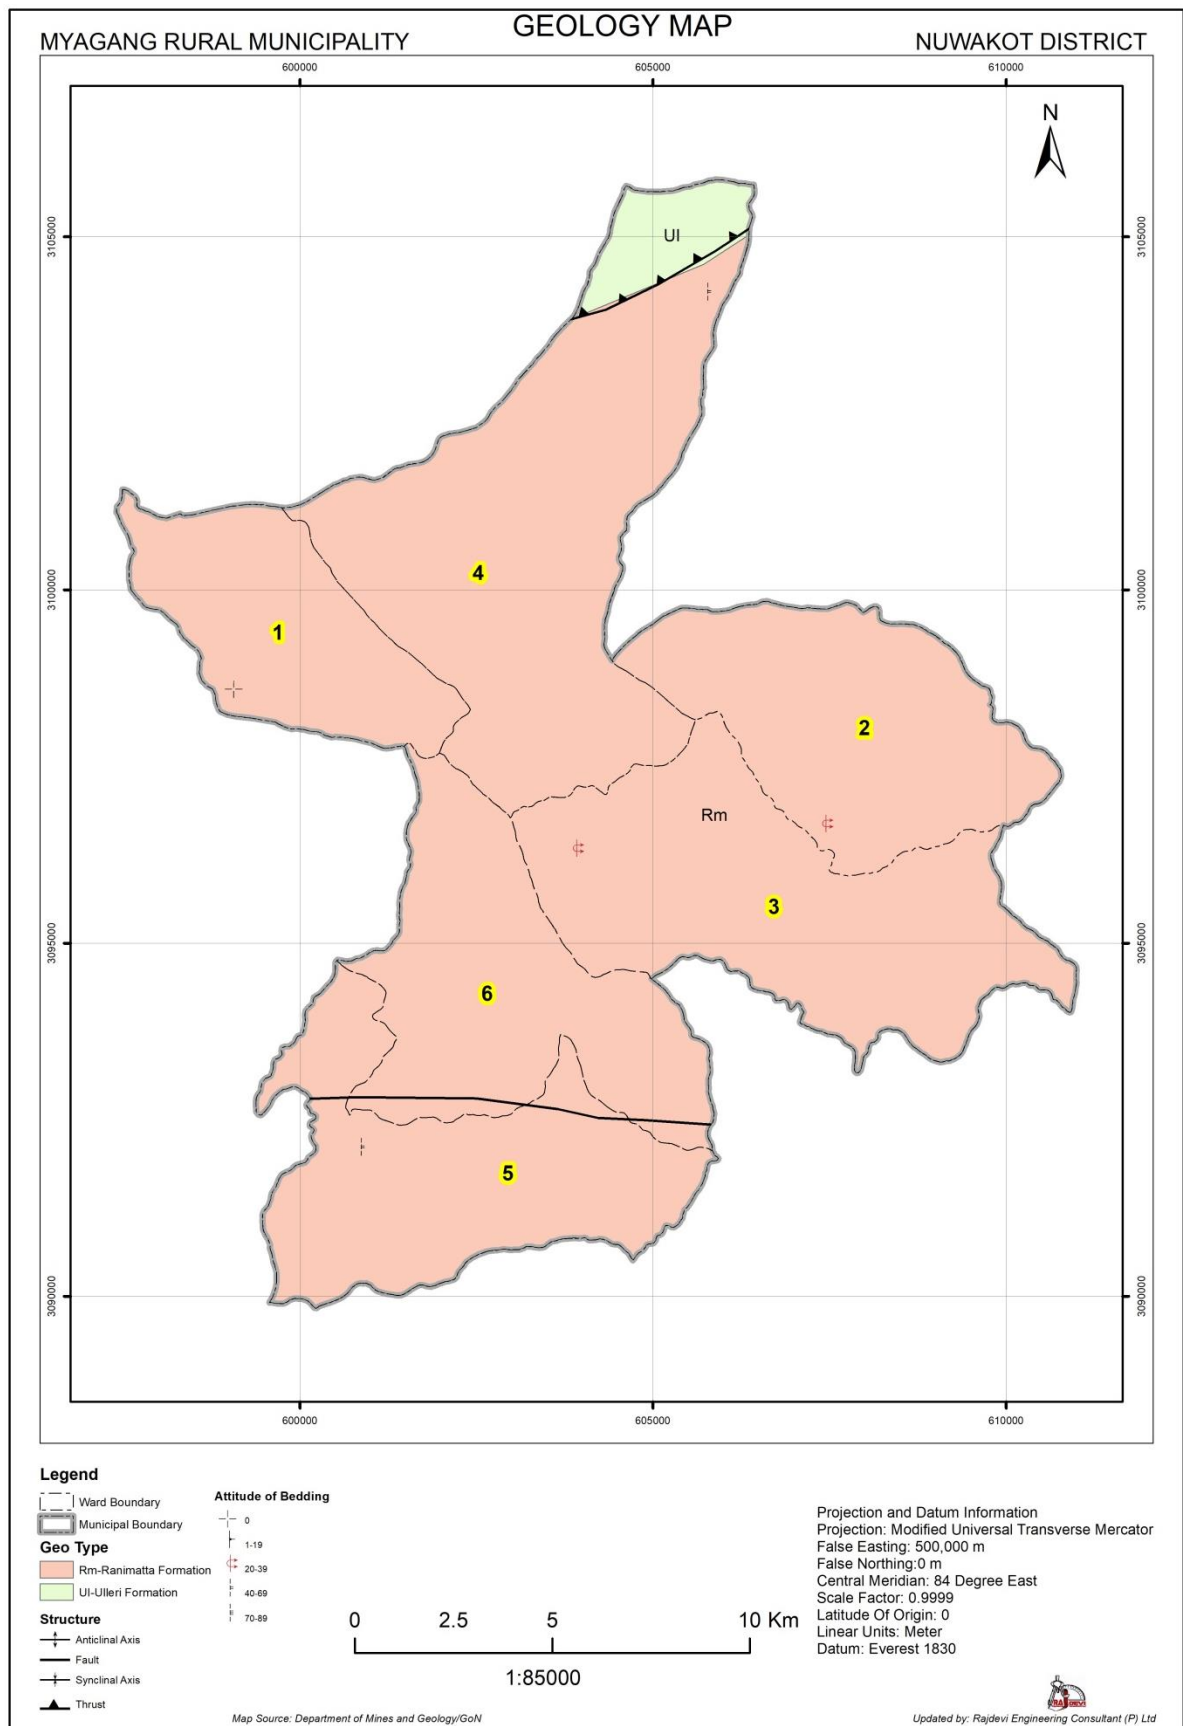 GEOLOGY MAP
MYAGANG RURAL MUNICIPALITY
NUWAKOT DISTRICT
600000
605000
610000
N
3105000
3105000
Ul
3100000
3100000
4
1
2
Rm
3
3095000
3095000
6
5
3090000
3090000
600000
605000
610000
Legend
Ward Boundary
Municipal Boundary
Geo Type
Rm-Ranimatta Formation
Ul-Ulleri Formation
Structure
Anticlinal Axis
Fault
Synclinal Axis
Thrust
Attitude of Bedding
0
1-19
20-39
40-69
70-89
0 2.5 5 10 Km
1:85000
Projection and Datum Information
Projection: Modified Universal Transverse Mercator
False Easting: 500,000 m
False Northing:0 m
Central Meridian: 84 Degree East
Scale Factor: 0.9999
Latitude Of Origin: 0
Linear Units: Meter
Datum: Everest 1830
RAJDEVI
Map Source: Department of Mines and Geology/GoN
Updated by: Rajdevi Engineering Consultant (P) Ltd